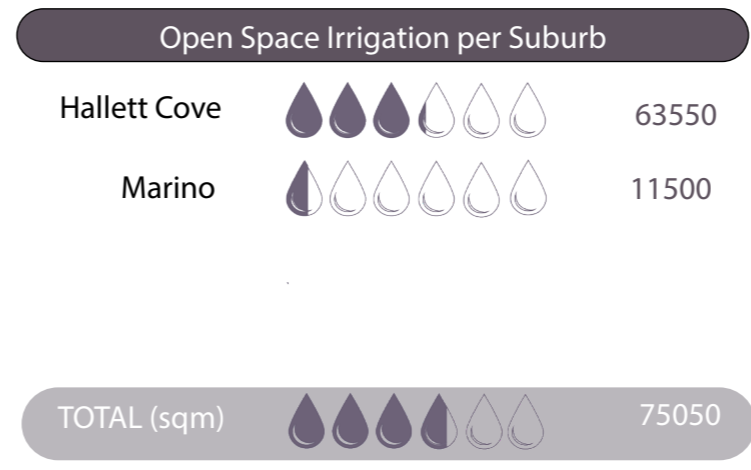 Open Space Irrigation per Suburb
Hallett Cove 63550
Marino 11500
TOTAL (sqm) 75050